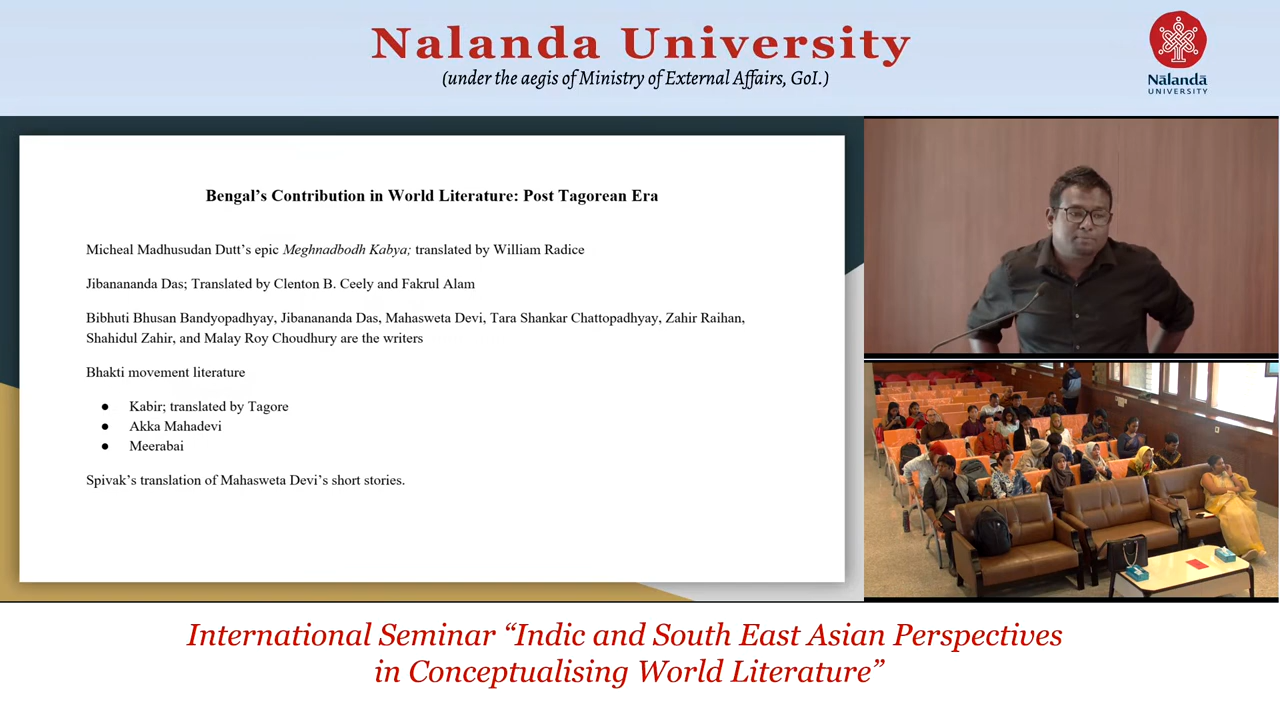 Nalanda University
(under the aegis of Ministry of External Affairs, GoI.)
Nālandā
UNIVERSITY
Bengal's Contribution in World Literature: Post Tagorean Era
Micheal Madhusudan Dutt's epic Meghnadbodh Kabya; translated by William Radice
Jibanananda Das; Translated by Clenton B. Ceely and Fakrul Alam
Bibhuti Bhusan Bandyopadhyay, Jibanananda Das, Mahasweta Devi, Tara Shankar Chattopadhyay, Zahir Raihan,
Shahidul Zahir, and Malay Roy Choudhury are the writers
Bhakti movement literature
● Kabir; translated by Tagore
● Akka Mahadevi
● Meerabai
Spivak's translation of Mahasweta Devi's short stories.
International Seminar “Indic and South East Asian Perspectives
in Conceptualising World Literature”